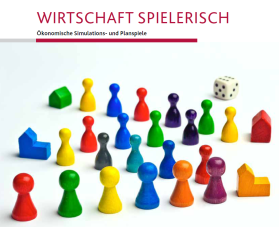 WIRTSCHAFT SPIELERISCH
Ökonomische Simulations- und Planspiele